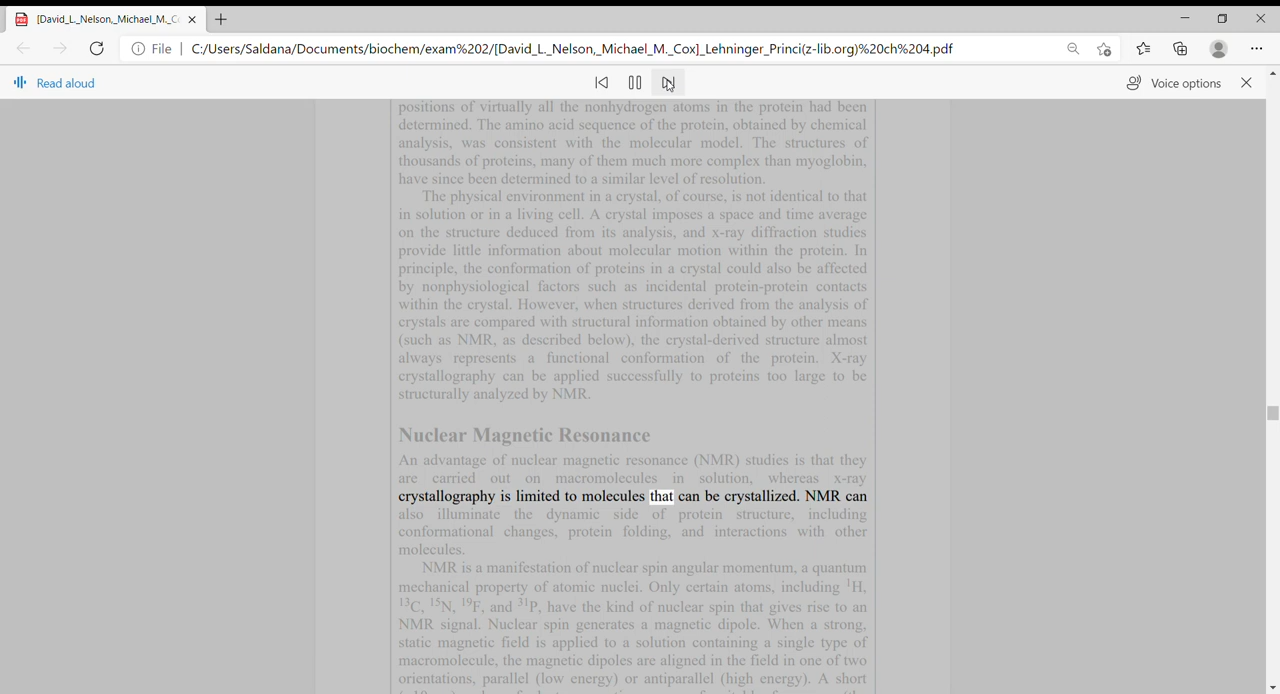 [David_L._Nelson,_Michael_M._C
File | C:/Users/Saldana/Documents/biochem/exam%202/[David_L._Nelson,_Michael_M._Cox]_Lehninger_Princi(z-lib.org)%20ch%204.pdf
Read aloud
Voice options
positions of virtually all the nonhydrogen atoms in the protein had been
determined. The amino acid sequence of the protein, obtained by chemical
analysis, was consistent with the molecular model. The structures of
thousands of proteins, many of them much more complex than myoglobin,
have since been determined to a similar level of resolution.
The physical environment in a crystal, of course, is not identical to that
in solution or in a living cell. A crystal imposes a space and time average
on the structure deduced from its analysis, and x-ray diffraction studies
provide little information about molecular motion within the protein. In
principle, the conformation of proteins in a crystal could also be affected
by nonphysiological factors such as incidental protein-protein contacts
within the crystal. However, when structures derived from the analysis of
crystals are compared with structural information obtained by other means
(such as NMR, as described below), the crystal-derived structure almost
always represents a functional conformation of the protein. X-ray
crystallography can be applied successfully to proteins too large to be
structurally analyzed by NMR.
Nuclear Magnetic Resonance
An advantage of nuclear magnetic resonance (NMR) studies is that they
are carried out on macromolecules in solution, whereas x-ray
crystallography is limited to molecules that can be crystallized. NMR can
also illuminate the dynamic side of protein structure, including
conformational changes, protein folding, and interactions with other
molecules.
NMR is a manifestation of nuclear spin angular momentum, a quantum
mechanical property of atomic nuclei. Only certain atoms, including ¹H,
¹³C, ¹⁵N, ¹⁹F, and ³¹P, have the kind of nuclear spin that gives rise to an
NMR signal. Nuclear spin generates a magnetic dipole. When a strong,
static magnetic field is applied to a solution containing a single type of
macromolecule, the magnetic dipoles are aligned in the field in one of two
orientations, parallel (low energy) or antiparallel (high energy). A short